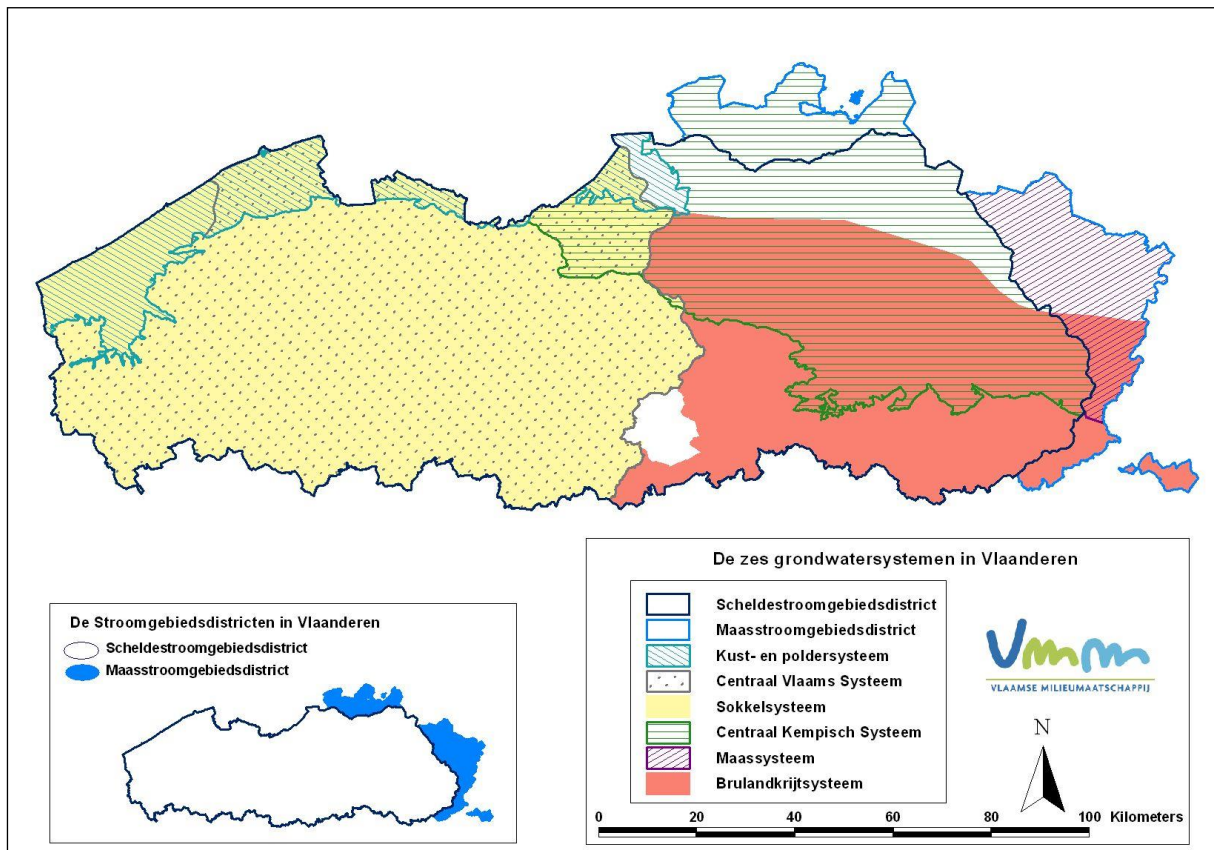 De zes grondwatersystemen in Vlaanderen
Scheldestroomgebiedsdistrict
Maasstroomgebiedsdistrict
Kust- en poldersysteem
Centraal Vlaams Systeem
Sokkelsysteem
Centraal Kempisch Systeem
Maassysteem
Brulandkrijtsysteem
vmm
VLAAMSE MILIEUMAATSCHAPPIJ
N
0 20 40 60 80 100 Kilometers
De Stroomgebiedsdistricten in Vlaanderen
Scheldestroomgebiedsdistrict
Maasstroomgebiedsdistrict